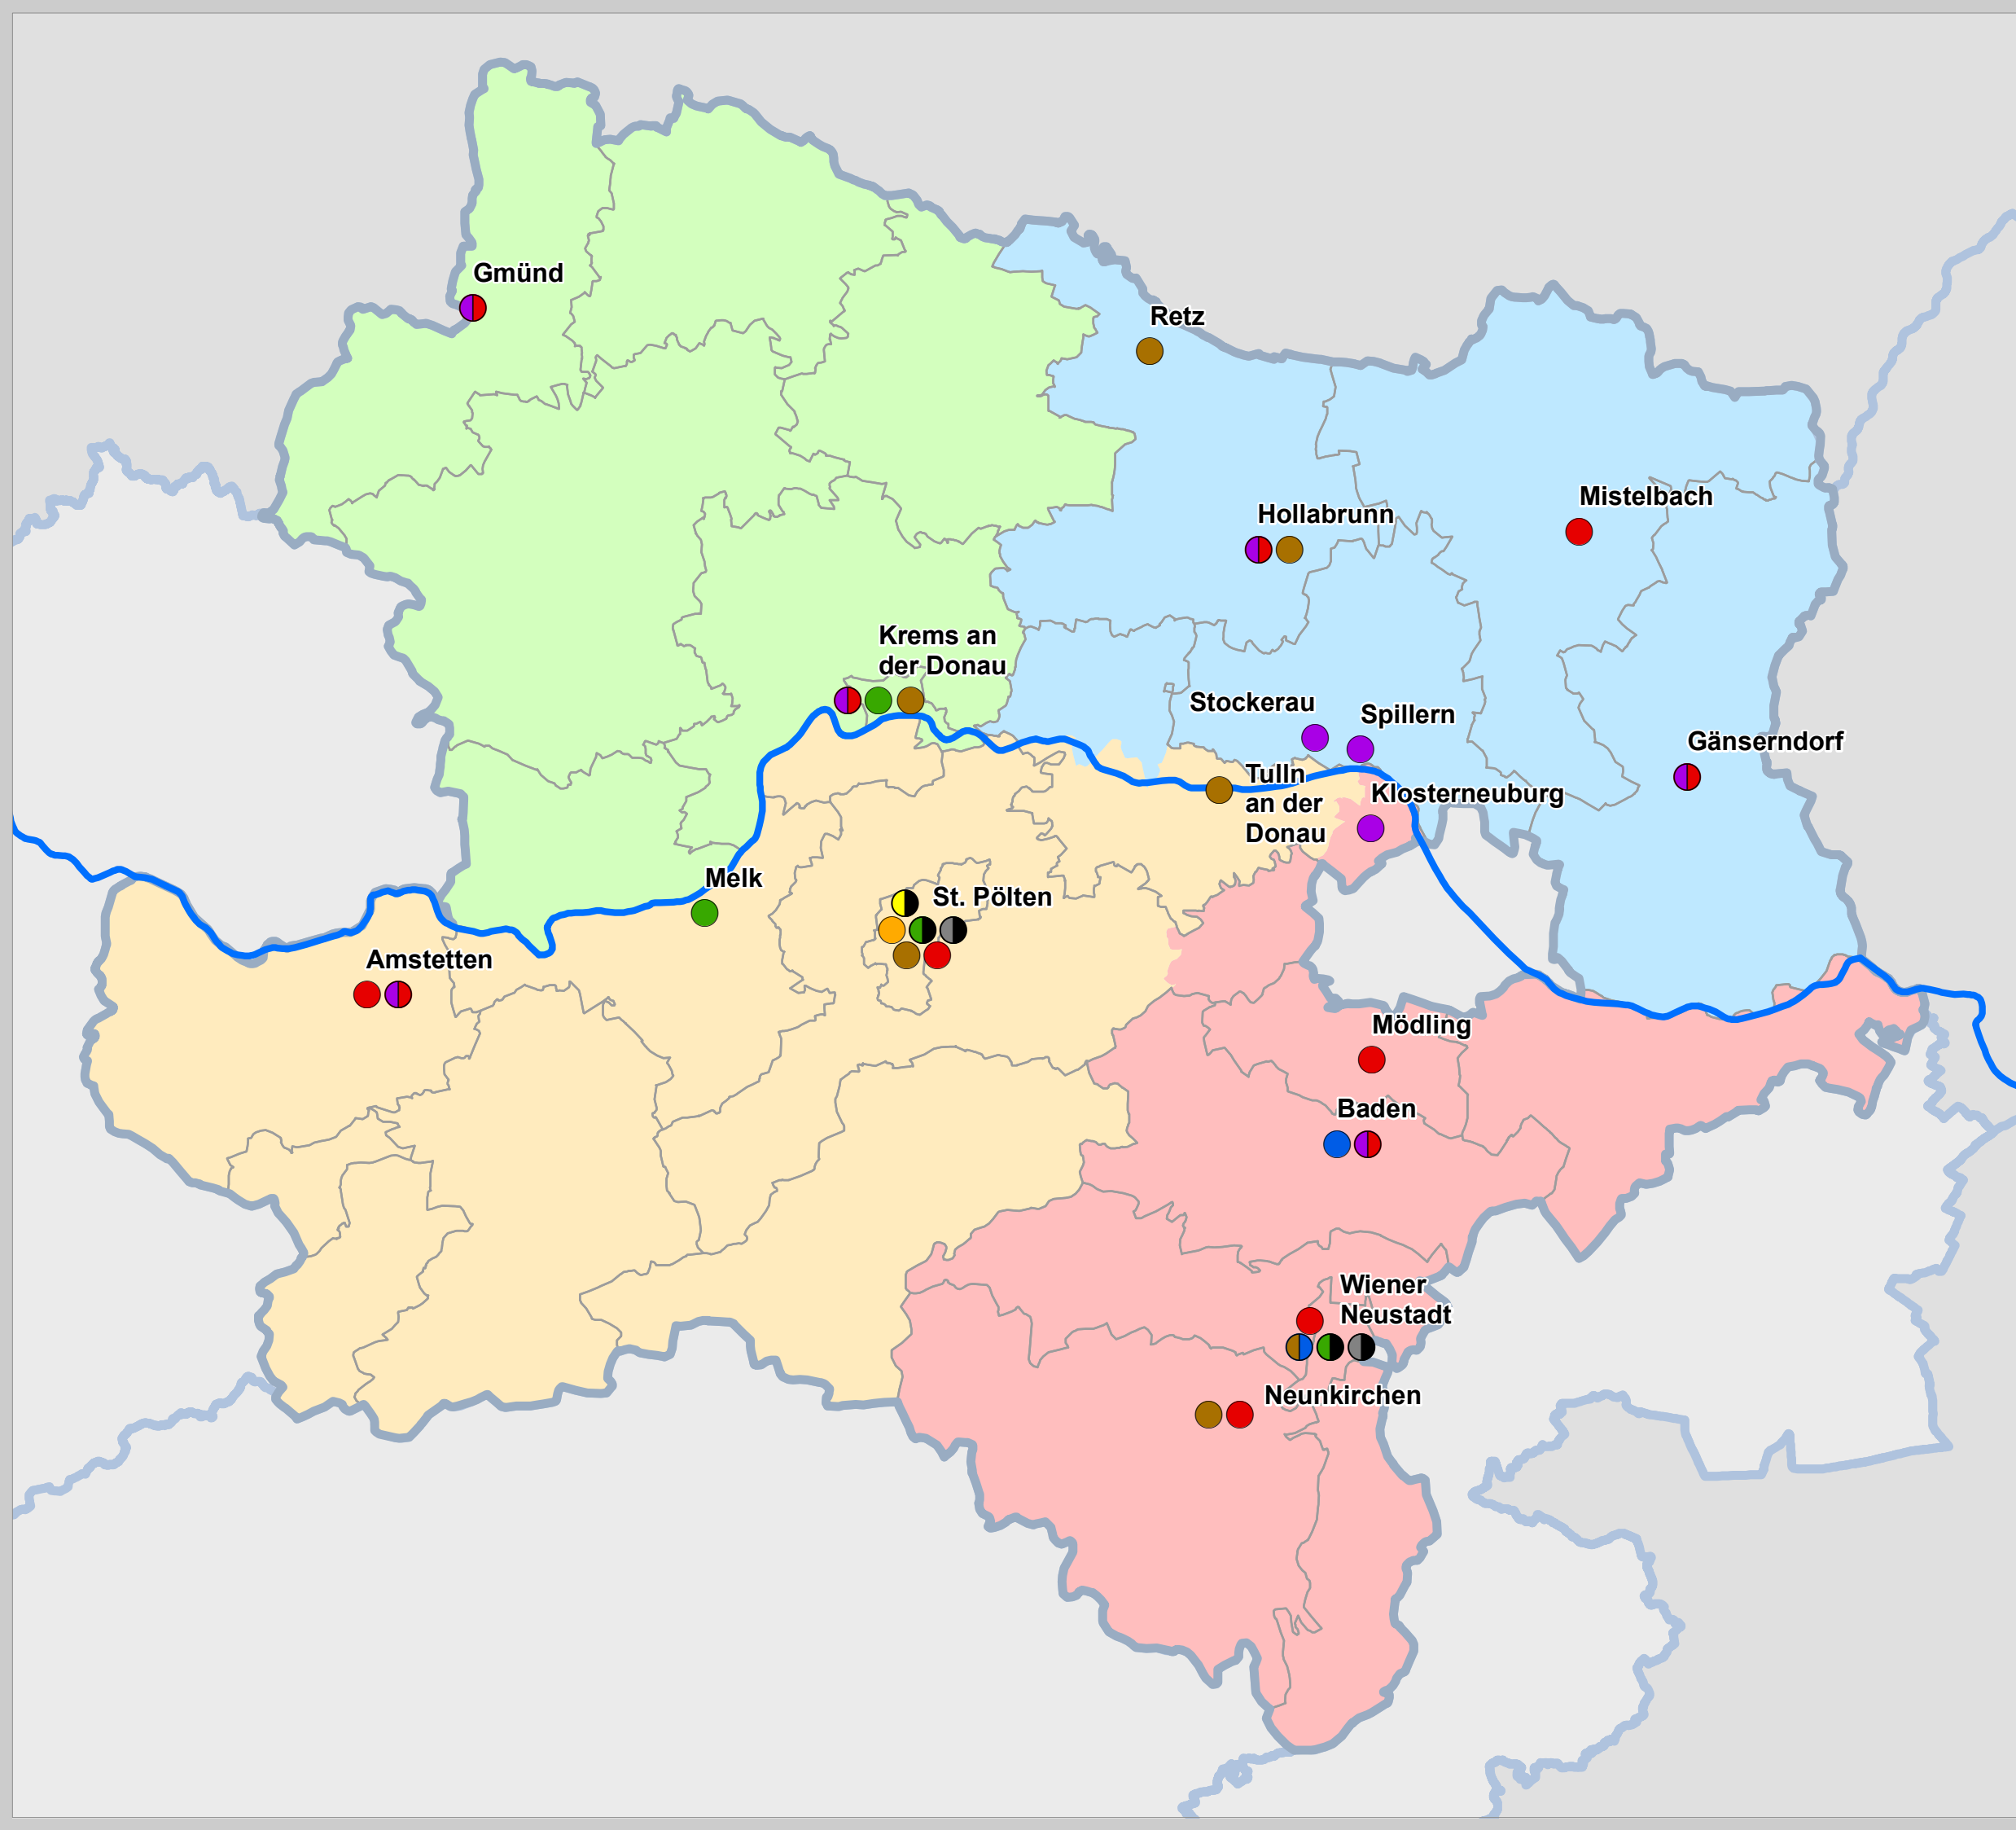 Gmünd
Retz
Mistelbach
Hollabrunn
Krems an
der Donau
Stockerau
Spillern
Gänserndorf
Tulln
an der
Donau
Klosterneuburg
Melk
St. Pölten
Amstetten
Mödling
Baden
Wiener
Neustadt
Neunkirchen